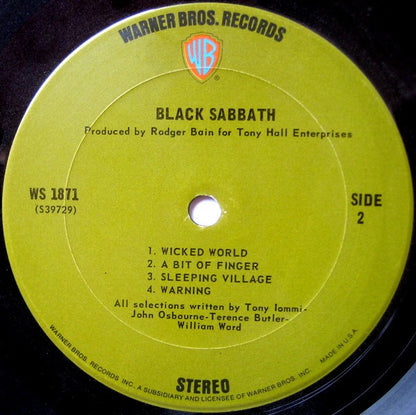 WARNER BROS. RECORDS
WB
®
BLACK SABBATH
Produced by Rodger Bain for Tony Hall Enterprises
WS 1871
(S39729)
SIDE
2
1. WICKED WORLD
2. A BIT OF FINGER
3. SLEEPING VILLAGE
4. WARNING
All selections written by Tony Iommi-
John Osbourne-Terence Butler-
William Ward
WARNER BROS. RECORDS INC. A SUBSIDIARY AND LICENSEE OF WARNER BROS. INC. MADE IN U.S.A.
STEREO